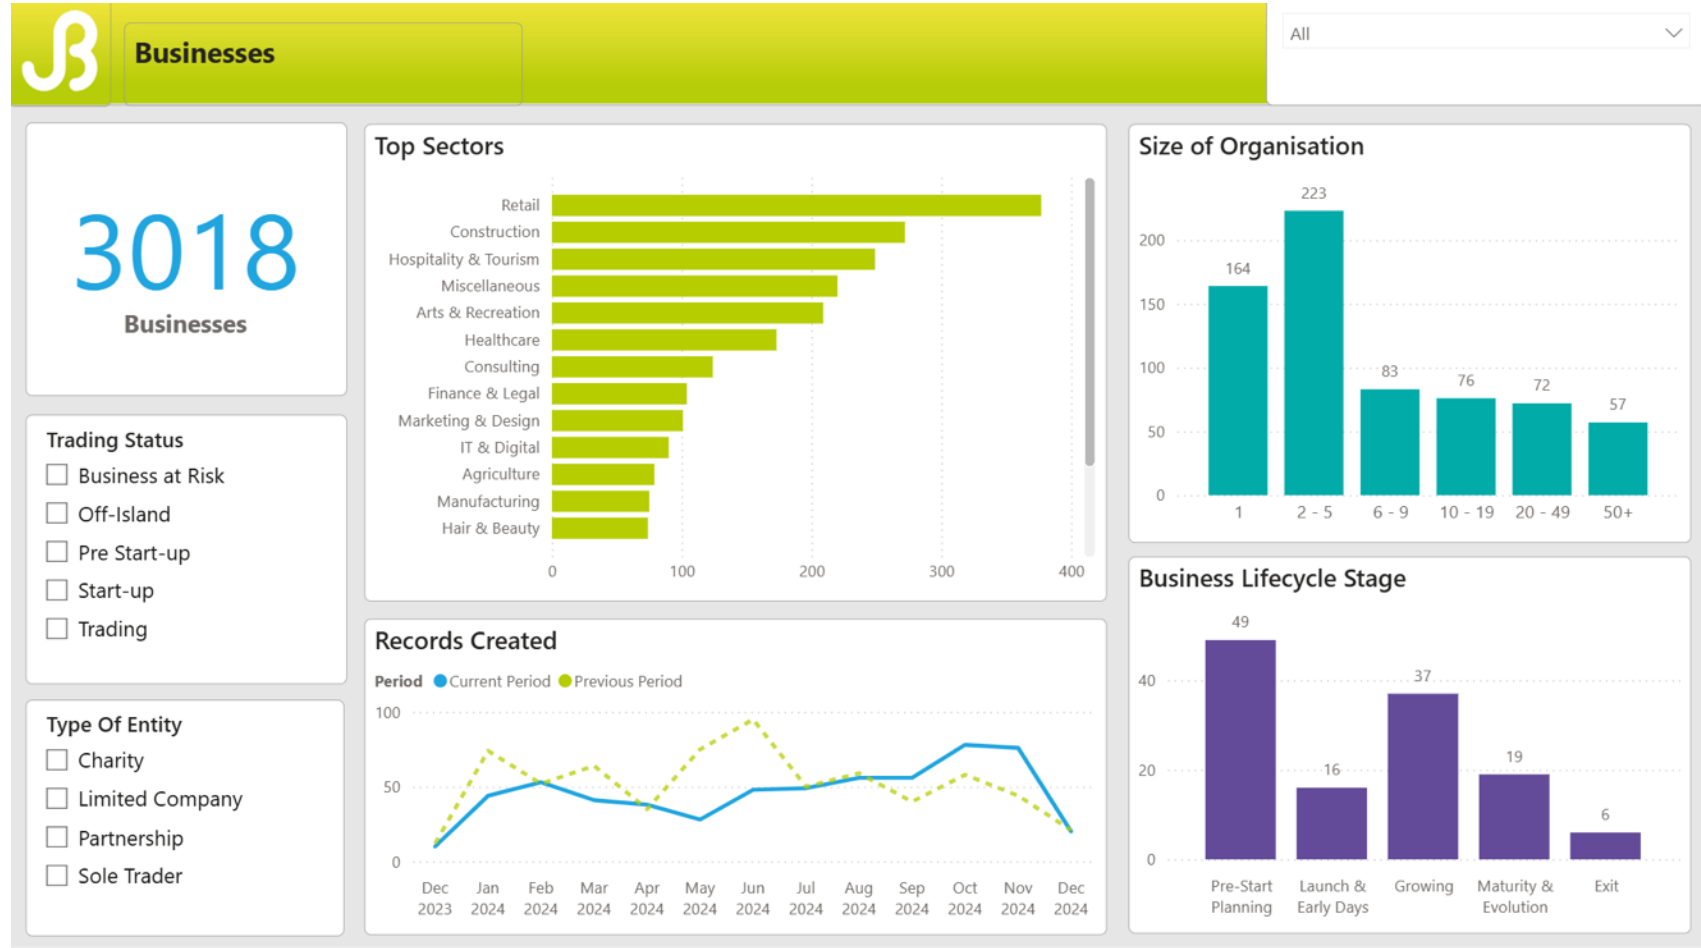 JB
Businesses
All
3018
Businesses
Trading Status
Business at Risk
Off-Island
Pre Start-up
Start-up
Trading
Type Of Entity
Charity
Limited Company
Partnership
Sole Trader
Top Sectors
Retail
Construction
Hospitality & Tourism
Miscellaneous
Arts & Recreation
Healthcare
Consulting
Finance & Legal
Marketing & Design
IT & Digital
Agriculture
Manufacturing
Hair & Beauty
0 100 200 300 400
Records Created
Period Current Period Previous Period
100
50
0
Dec Jan Feb Mar Apr May Jun Jul Aug Sep Oct Nov Dec
2023 2024 2024 2024 2024 2024 2024 2024 2024 2024 2024 2024 2024
Size of Organisation
223
200
164
150
100
83
76
72
57
50
0
1 2 - 5 6 - 9 10 - 19 20 - 49 50+
Business Lifecycle Stage
49
40
37
20
19
16
6
0
Pre-Start Launch & Growing Maturity & Exit
Planning Early Days Evolution